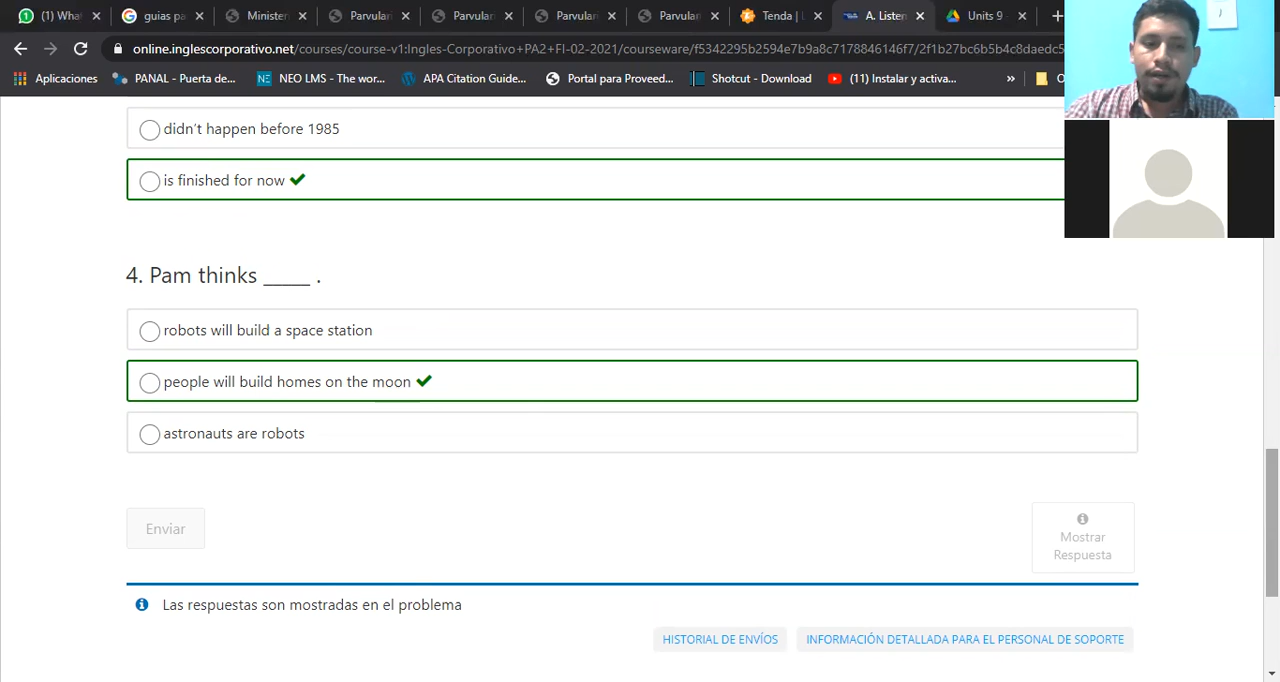 (1) What
guias pa
Minister
Parvular
Parvular
Parvular
Parvular
Tenda | 
A. Listen
Units 9 -
online.inglescorporativo.net/courses/course-v1:Ingles-Corporativo+PA2+FI-02-2021/courseware/f5342295b2594e7b9a8c7178846146f7/2f1b27bc6b5b4c8daedc5
Aplicaciones
PANAL - Puerta de...
NE NEO LMS - The wor...
APA Citation Guide...
Portal para Proveed...
Shotcut - Download
(11) Instalar y activa...
»
O
didn't happen before 1985
is finished for now
4. Pam thinks _____ .
robots will build a space station
people will build homes on the moon
astronauts are robots
Enviar
Mostrar
Respuesta
Las respuestas son mostradas en el problema
HISTORIAL DE ENVÍOS
INFORMACIÓN DETALLADA PARA EL PERSONAL DE SOPORTE